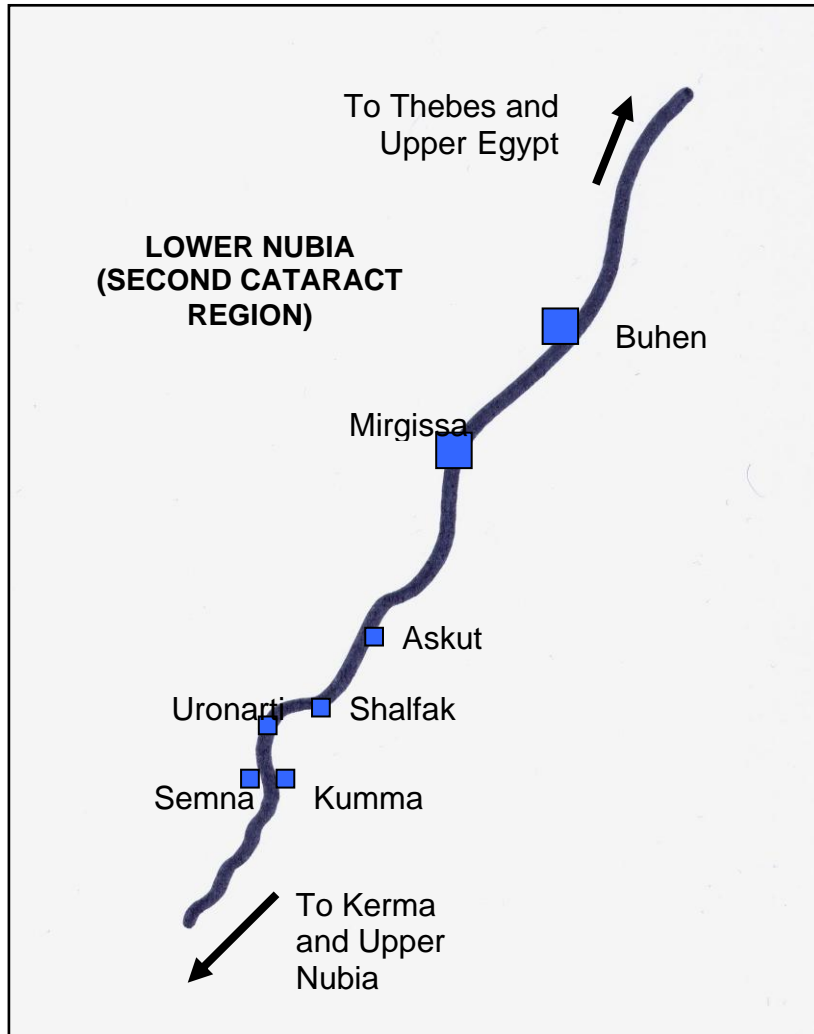 To Thebes and
Upper Egypt
LOWER NUBIA
(SECOND CATARACT
REGION)
Buhen
Mirgissa
Askut
Uronarti
Shalfak
Semna
Kumma
To Kerma
and Upper
Nubia